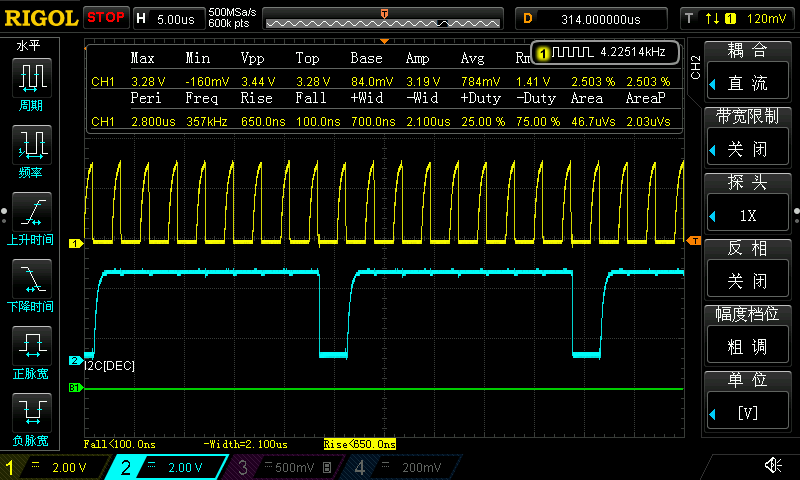 RIGOL STOP H 5.00us 500MSa/s 600k pts T D 314.000000us T 1 120mV
水平
周期
频率
上升时间
下降时间
正脉宽
负脉宽
1 4.22514kHz
Max Min Vpp Top Base Amp Avg
CH1 3.28 V -160mV 3.44 V 3.28 V 84.0mV 3.19 V 784mV 1.41 V 2.503 % 2.503 %
Peri Freq Rise Fall +Wid -Wid +Duty -Duty Area AreaP
CH1 2.800us 357kHz 650.0ns 100.0ns 700.0ns 2.100us 25.00 % 75.00 % 46.7uVs 2.03uVs
1
T
2
I2C[DEC]
B1
Fall<100.0ns -Width=2.100us Rise<650.0ns
CH2
耦合
直流
带宽限制
关闭
探头
1X
反相
关闭
幅度档位
粗调
单位
[V]
1 2.00 V 2 2.00 V 3 500mV B 4 200mV